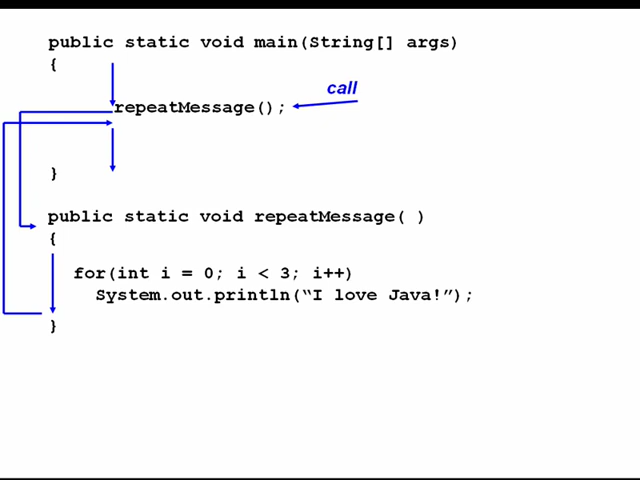 public static void main(String[] args)
{
call
repeatMessage();
}
public static void repeatMessage( )
{
for(int i = 0; i < 3; i++)
System.out.println(“I love Java!”);
}